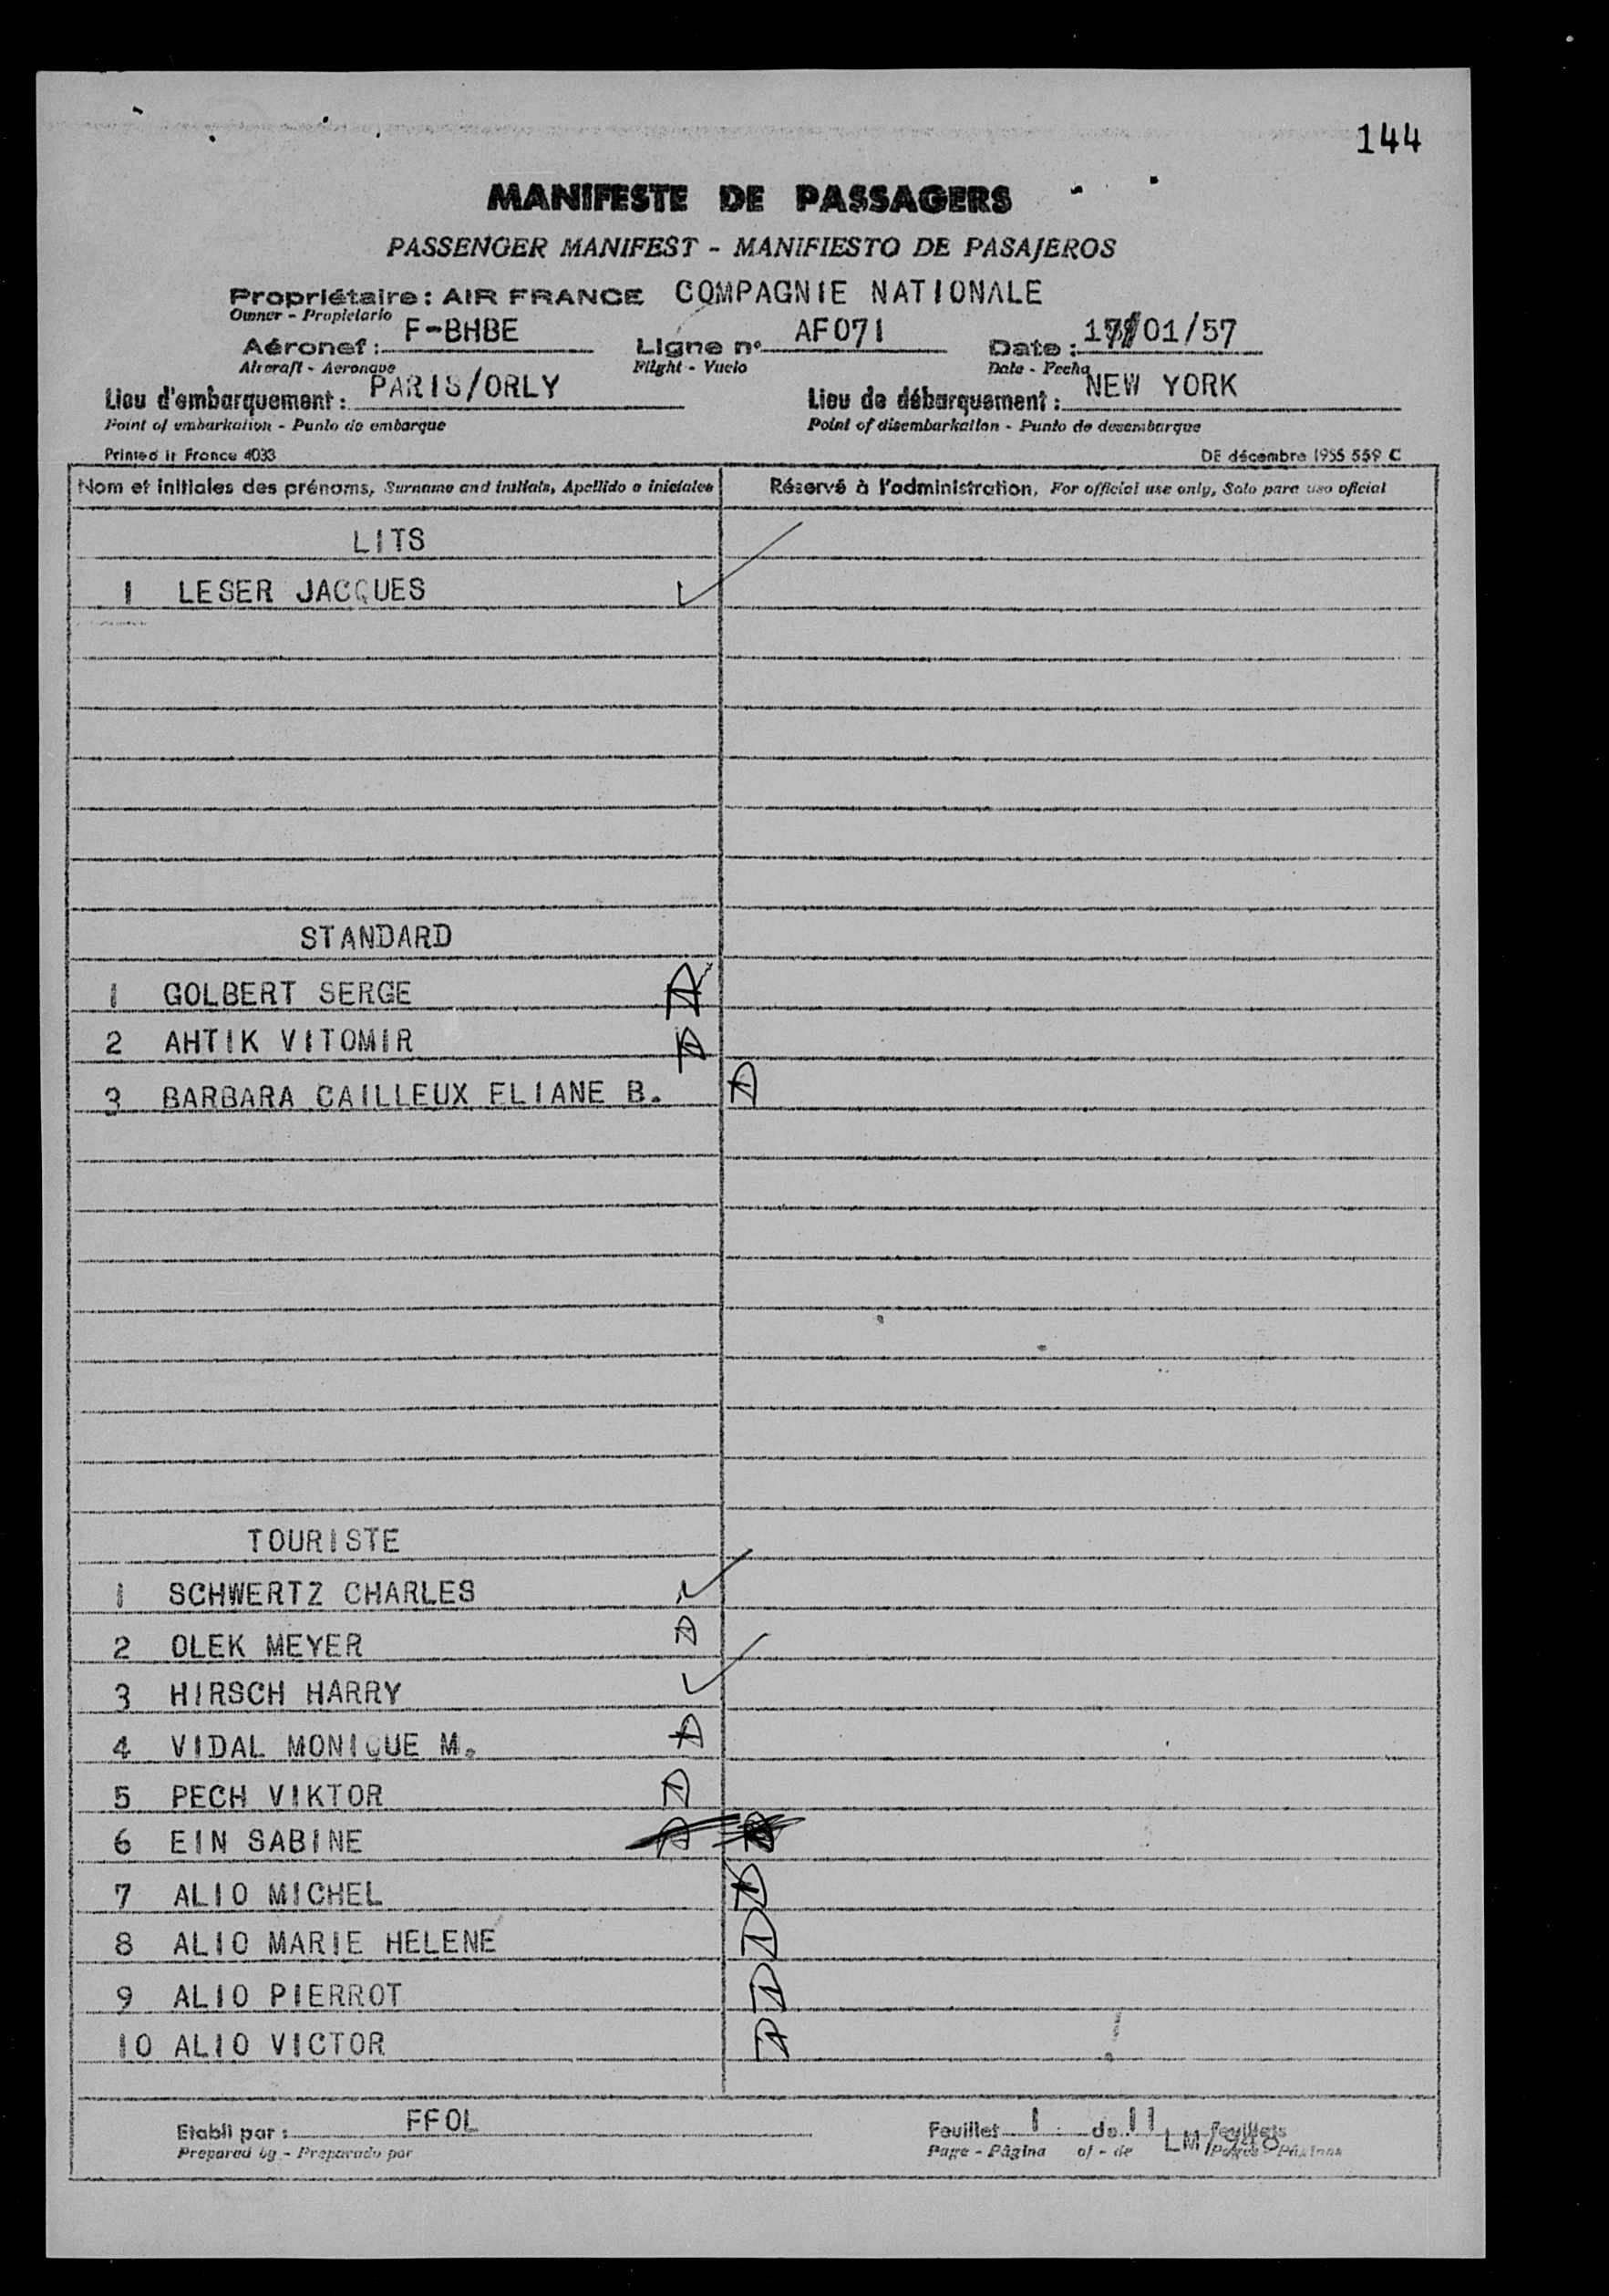 144
MANIFESTE DE PASSAGERS
PASSENGER MANIFEST - MANIFIESTO DE PASAJEROS
Propriétaire : AIR FRANCE COMPAGNIE NATIONALE
Owner - Propietario
Aéronef : F-BHBE Ligne n° AF071 Date : 01/57
Aircraft - Aeronave Flight - Vuelo Date - Fecha
Lieu d'embarquement : PARIS/ORLY Lieu de débarquement : NEW YORK
Point of embarkation - Punto de embarque Point of disembarkation - Punto de desembarque
Printed in France 4033 DE décembre 1955 559 C
Nom et initiales des prénoms, Surname and initials, Apellido e iniciales Réservé à l'administration, For official use only, Solo para uso oficial
LITS
1 LESER JACQUES
STANDARD
1 GOLBERT SERGE
2 AHTIK VITOMIR
3 BARBARA CAILLEUX ELIANE B.
TOURISTE
1 SCHWERTZ CHARLES
2 OLEK MEYER
3 HIRSCH HARRY
4 VIDAL MONIQUE M.
5 PECH VIKTOR
6 EIN SABINE
7 ALIO MICHEL
8 ALIO MARIE HELENE
9 ALIO PIERROT
10 ALIO VICTOR
Etabli par : FFOL Feuillet 1 de 11 feuillets
Prepared by - Preparado por Page - Página of - de LM/ Pages - Páginas